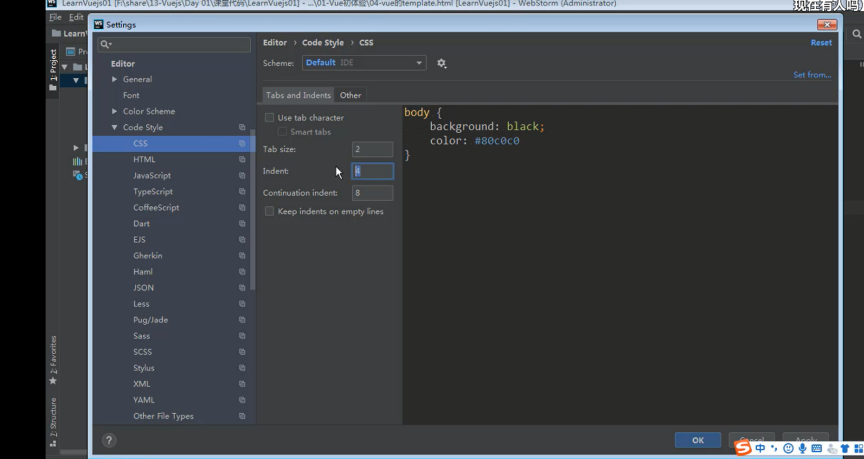 LearnVuejs01 [F:\share\13-Vuejs\Day 01\课堂代码\LearnVuejs01] - ...\01-Vue初体验\04-vue的template.html [LearnVuejs01] - WebStorm (Administrator)
现在有人吗
File Edit
LearnV
1: Project
2: Favorites
2: Structure
Settings
Editor
General
Font
Color Scheme
Code Style
CSS
HTML
JavaScript
TypeScript
CoffeeScript
Dart
EJS
Gherkin
Haml
JSON
Less
Pug/Jade
Sass
SCSS
Stylus
XML
YAML
Other File Types
Editor › Code Style › CSS
Reset
Scheme: Default IDE
Set from...
Tabs and Indents Other
Use tab character
Smart tabs
Tab size: 2
Indent: 4
Continuation indent: 8
Keep indents on empty lines
body {
background: black;
color: #80c0c0
}
?
OK Cancel Apply
中